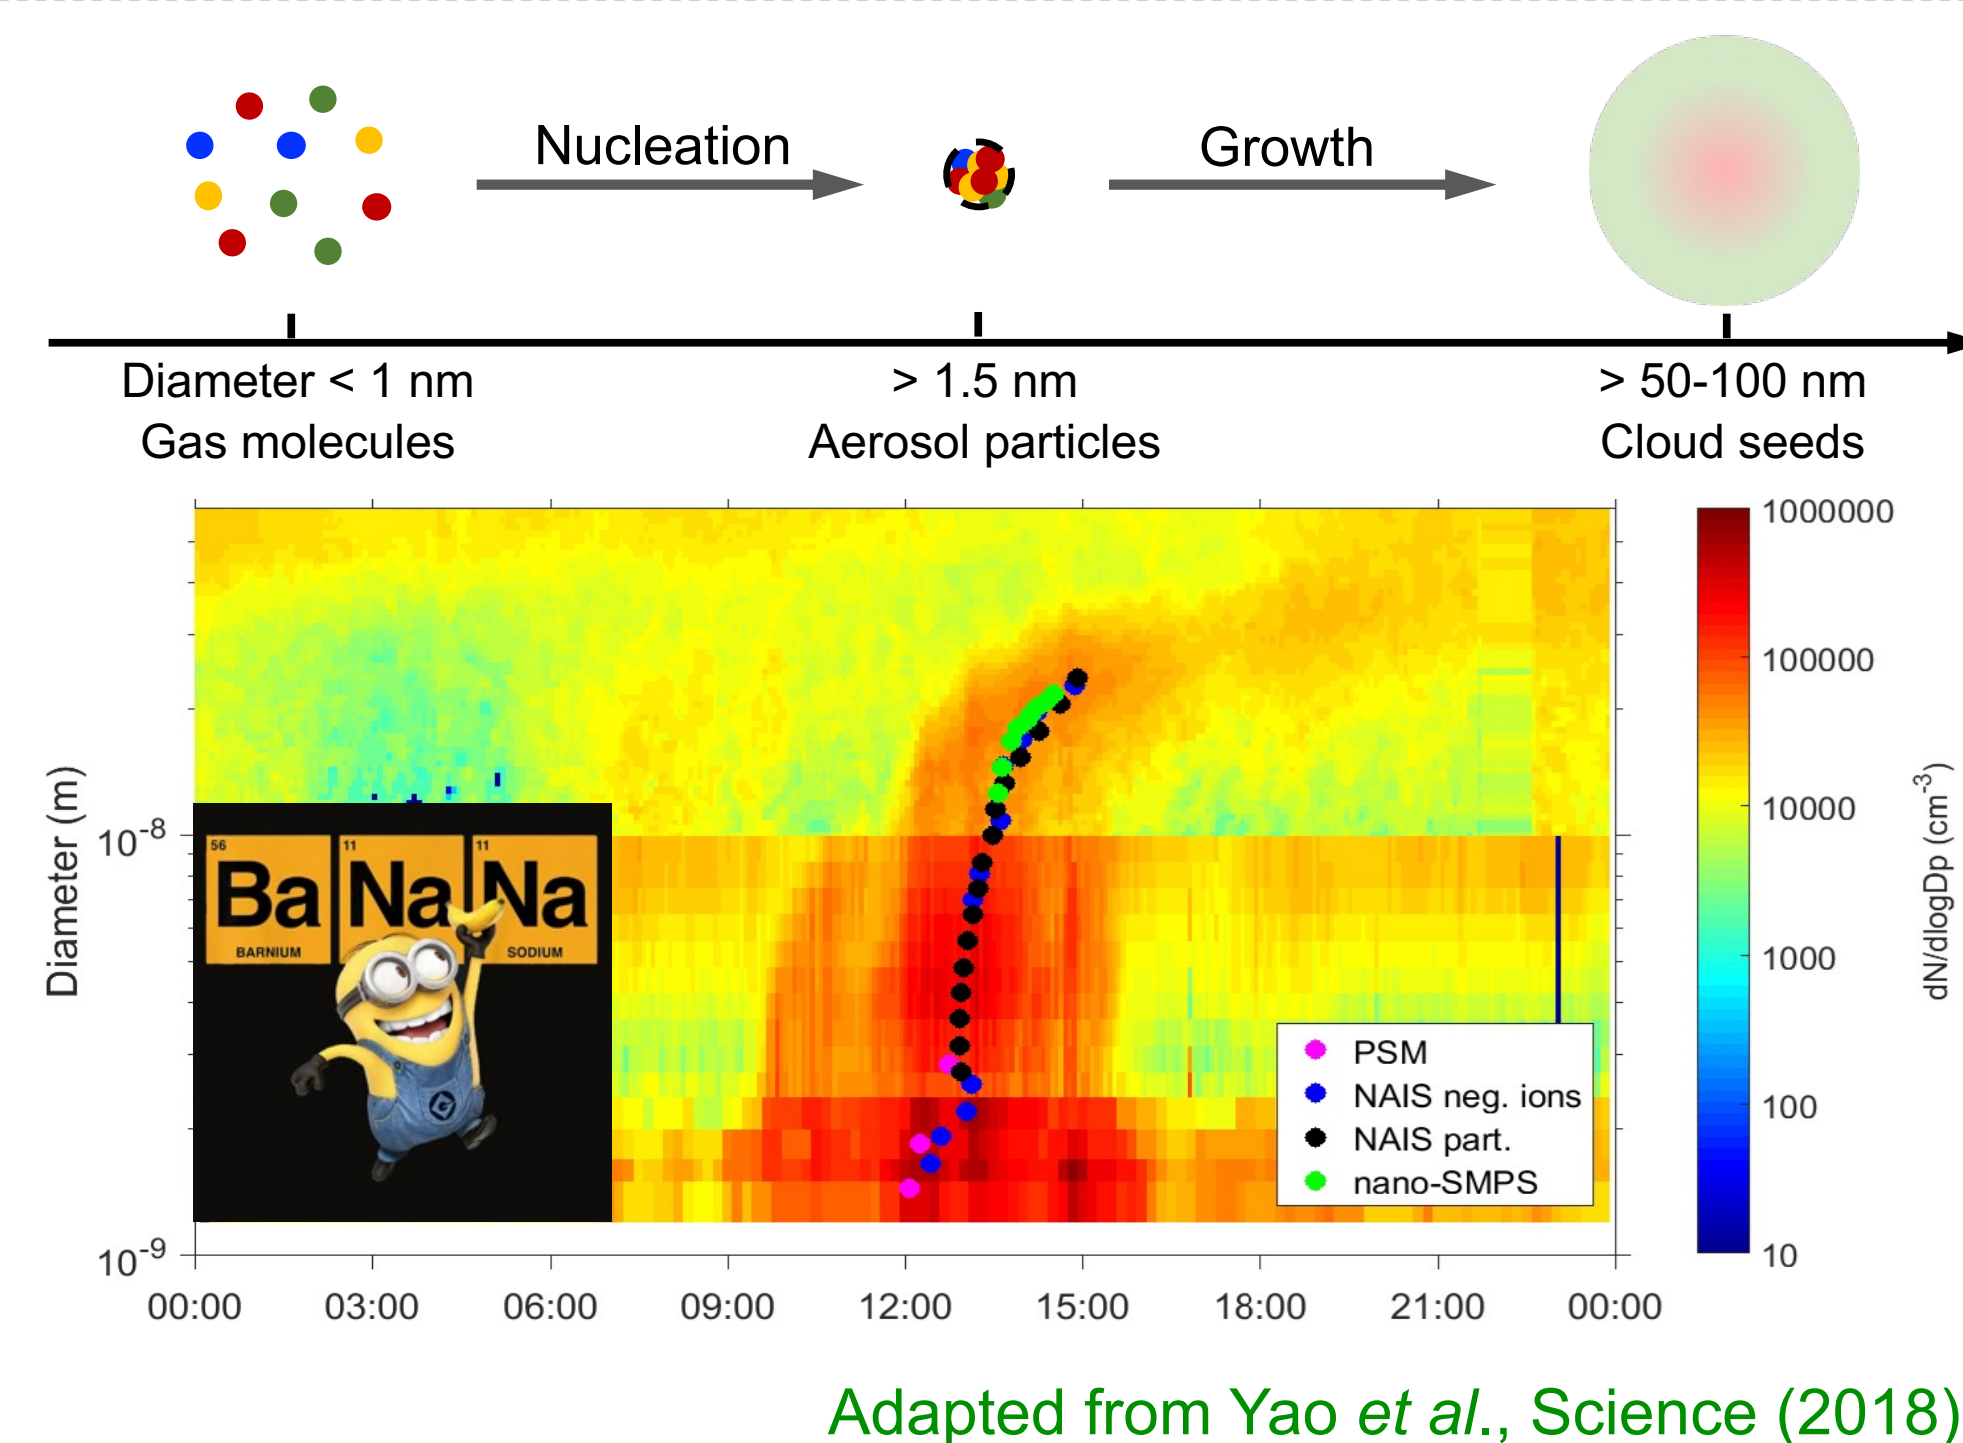 Nucleation
Growth
Diameter < 1 nm
> 1.5 nm
> 50-100 nm
Gas molecules
Aerosol particles
Cloud seeds
Diameter (m)
10-8
10-9
56
Ba
BARNIUM
11
Na
11
Na
SODIUM
PSM
NAIS neg. ions
NAIS part.
nano-SMPS
00:00
03:00
06:00
09:00
12:00
15:00
18:00
21:00
00:00
1000000
100000
10000
1000
100
10
dN/dlogDp (cm-3)
Adapted from Yao et al., Science (2018)